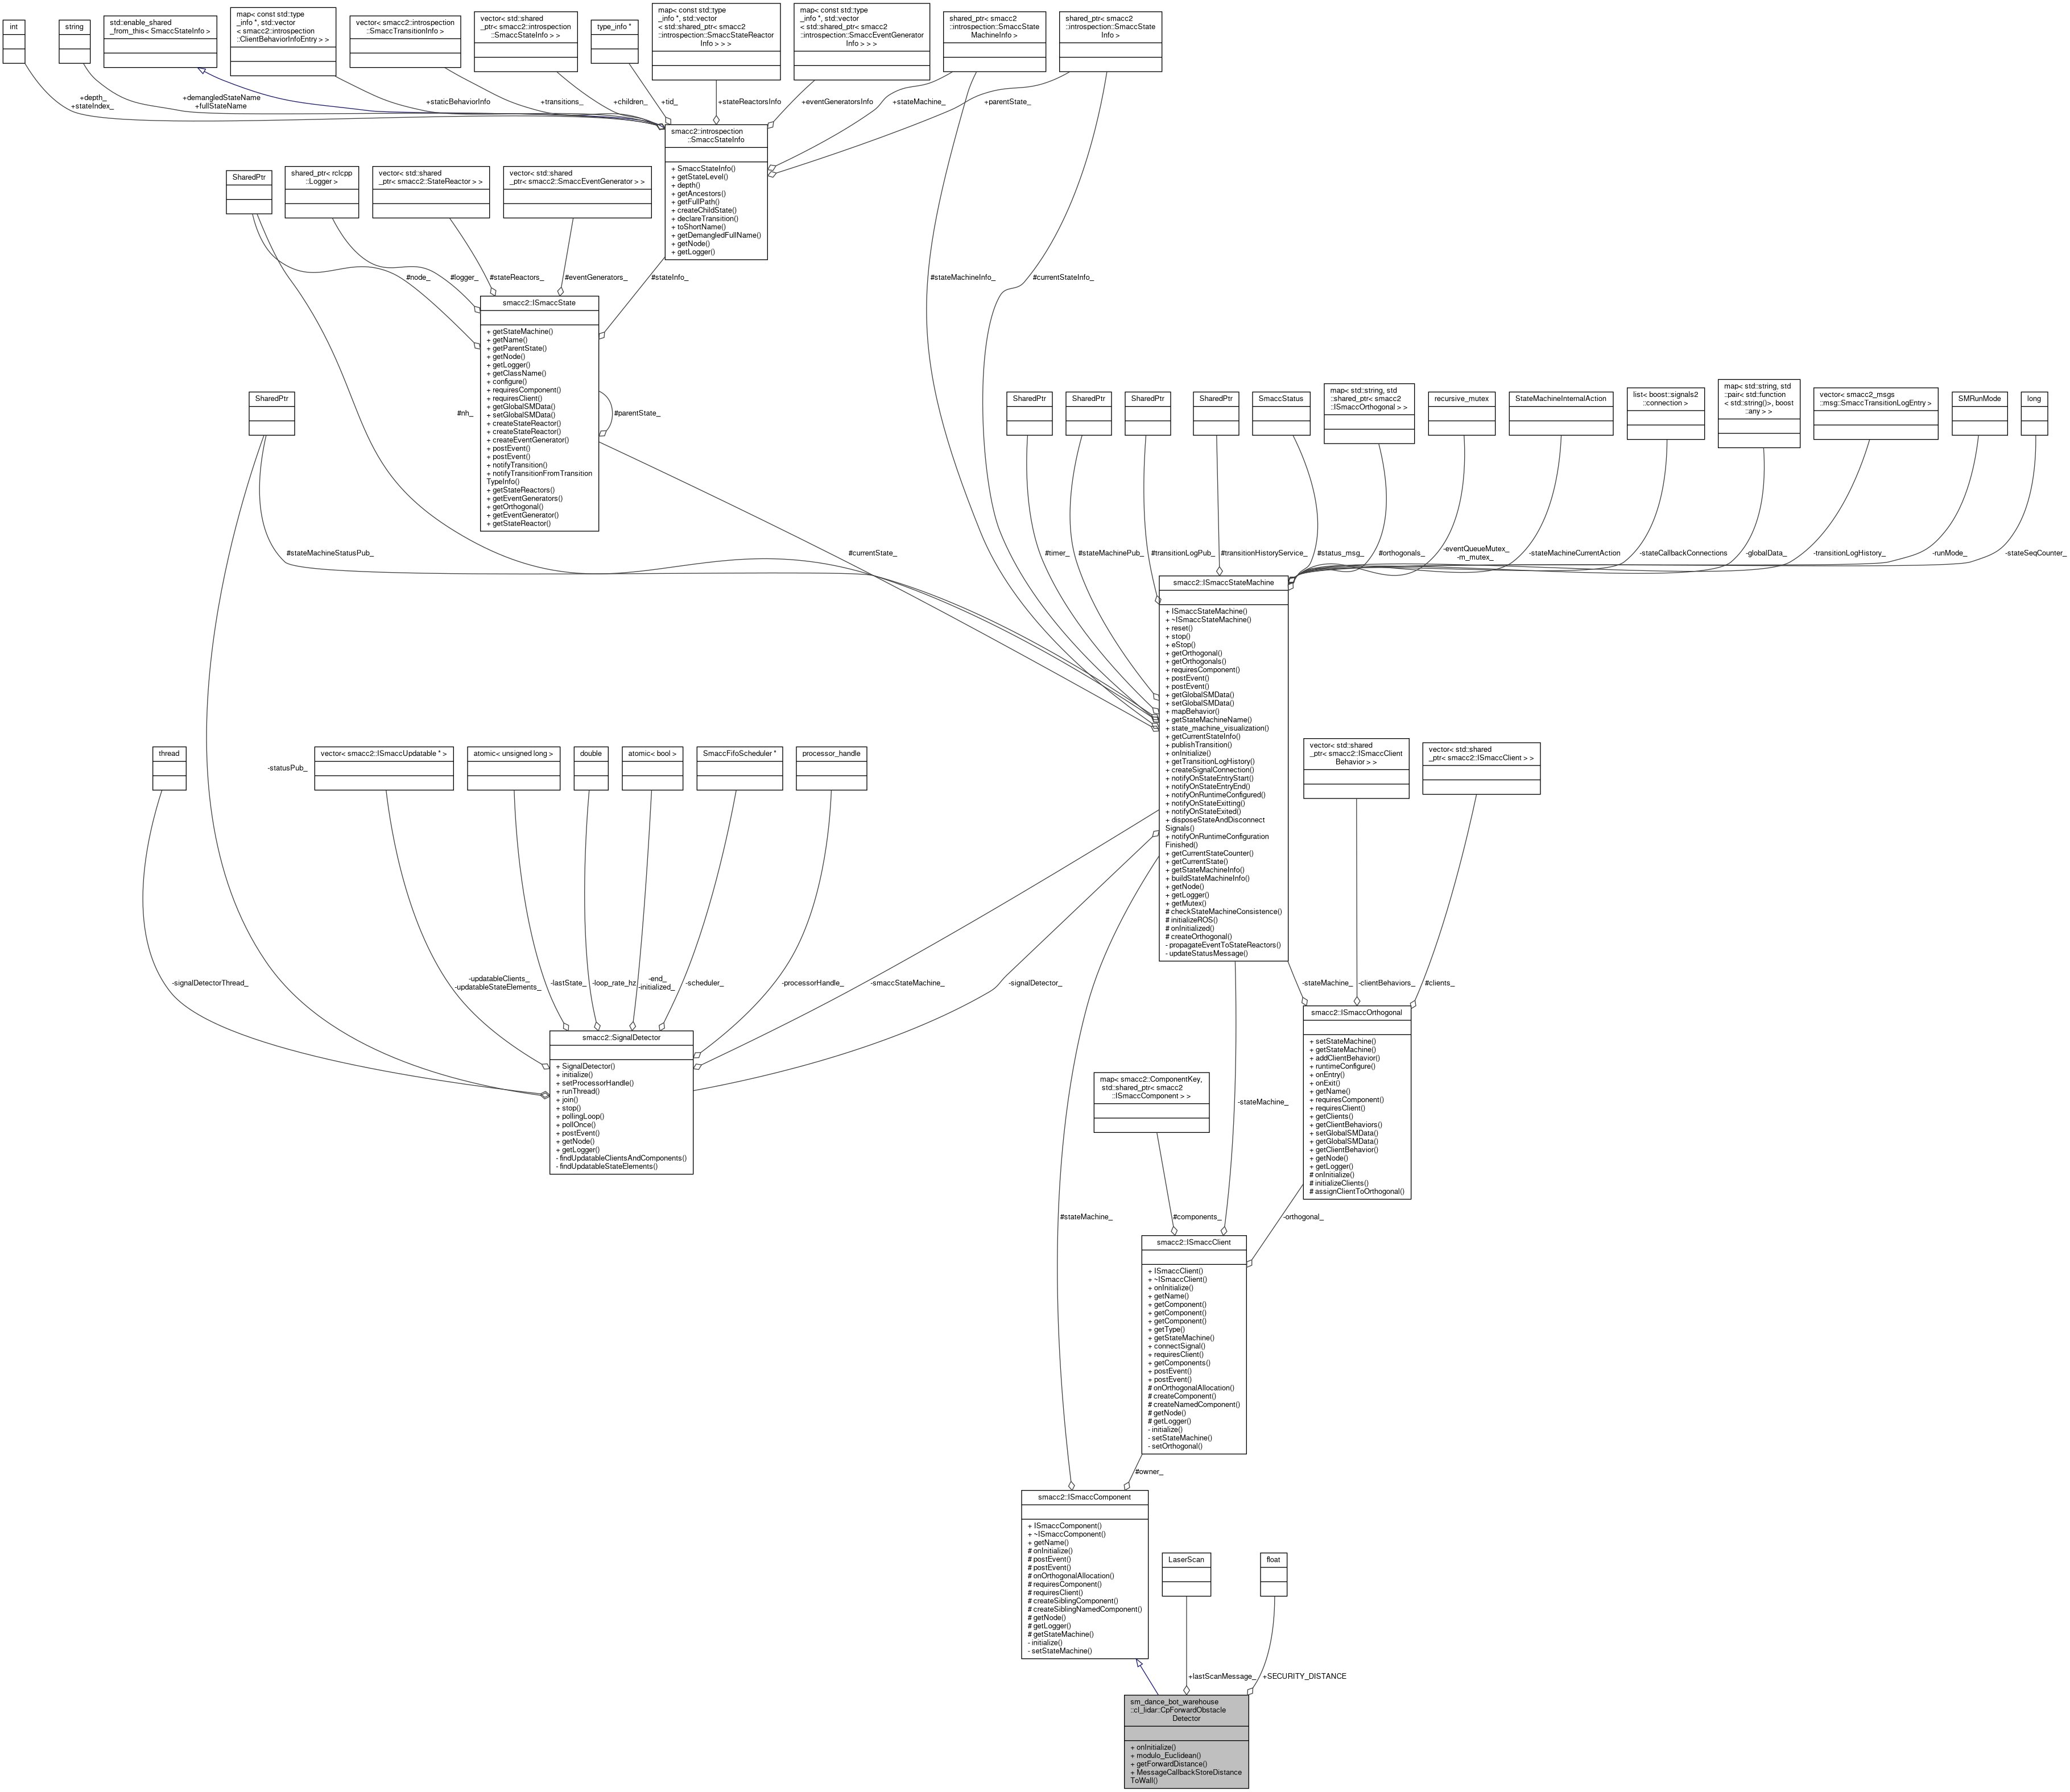 int
string
std::enable_shared
_from_this< SmaccStateInfo >
map< const std::type
_info *, std::vector
< smacc2::introspection
::ClientBehaviorInfoEntry > >
vector< smacc2::introspection
::SmaccTransitionInfo >
vector< std::shared
_ptr< smacc2::introspection
::SmaccStateInfo > >
type_info *
map< const std::type
_info *, std::vector
< std::shared_ptr< smacc2
::introspection::SmaccStateReactor
Info > > >
map< const std::type
_info *, std::vector
< std::shared_ptr< smacc2
::introspection::SmaccEventGenerator
Info > > >
shared_ptr< smacc2
::introspection::SmaccState
MachineInfo >
shared_ptr< smacc2
::introspection::SmaccState
Info >
+depth_
+stateIndex_
+demangledStateName
+fullStateName
+staticBehaviorInfo
+transitions_
+children_
+tid_
+stateReactorsInfo
+eventGeneratorsInfo
+stateMachine_
+parentState_
smacc2::introspection
::SmaccStateInfo
+ SmaccStateInfo()
+ getStateLevel()
+ depth()
+ getAncestors()
+ getFullPath()
+ createChildState()
+ declareTransition()
+ toShortName()
+ getDemangledFullName()
+ getNode()
+ getLogger()
SharedPtr
shared_ptr< rclcpp
::Logger >
vector< std::shared
_ptr< smacc2::StateReactor > >
vector< std::shared
_ptr< smacc2::SmaccEventGenerator > >
#node_
#logger_
#stateReactors_
#eventGenerators_
#stateInfo_
#stateMachineInfo_
#currentStateInfo_
smacc2::ISmaccState
+ getStateMachine()
+ getName()
+ getParentState()
+ getNode()
+ getLogger()
+ getClassName()
+ configure()
+ requiresComponent()
+ requiresClient()
+ getGlobalSMData()
+ setGlobalSMData()
+ createStateReactor()
+ createStateReactor()
+ createEventGenerator()
+ postEvent()
+ postEvent()
+ notifyTransition()
+ notifyTransitionFromTransition
TypeInfo()
+ getStateReactors()
+ getEventGenerators()
+ getOrthogonal()
+ getEventGenerator()
+ getStateReactor()
#nh_
#parentState_
SharedPtr
SharedPtr
SharedPtr
SharedPtr
SharedPtr
SmaccStatus
map< std::string, std
::shared_ptr< smacc2
::ISmaccOrthogonal > >
recursive_mutex
StateMachineInternalAction
list< boost::signals2
::connection >
map< std::string, std
::pair< std::function
< std::string()>, boost
::any > >
vector< smacc2_msgs
::msg::SmaccTransitionLogEntry >
SMRunMode
long
#stateMachineStatusPub_
#currentState_
#timer_
#stateMachinePub_
#transitionLogPub_
#transitionHistoryService_
#status_msg_
#orthogonals_
-eventQueueMutex_
-m_mutex_
-stateMachineCurrentAction
-stateCallbackConnections
-globalData_
-transitionLogHistory_
-runMode_
-stateSeqCounter_
smacc2::ISmaccStateMachine
+ ISmaccStateMachine()
+ ~ISmaccStateMachine()
+ reset()
+ stop()
+ eStop()
+ getOrthogonal()
+ getOrthogonals()
+ requiresComponent()
+ postEvent()
+ postEvent()
+ getGlobalSMData()
+ setGlobalSMData()
+ mapBehavior()
+ getStateMachineName()
+ state_machine_visualization()
+ getCurrentStateInfo()
+ publishTransition()
+ onInitialize()
+ getTransitionLogHistory()
+ createSignalConnection()
+ notifyOnStateEntryStart()
+ notifyOnStateEntryEnd()
+ notifyOnRuntimeConfigured()
+ notifyOnStateExitting()
+ notifyOnStateExited()
+ disposeStateAndDisconnect
Signals()
+ notifyOnRuntimeConfiguration
Finished()
+ getCurrentStateCounter()
+ getCurrentState()
+ getStateMachineInfo()
+ buildStateMachineInfo()
+ getNode()
+ getLogger()
+ getMutex()
# checkStateMachineConsistence()
# initializeROS()
# onInitialized()
# createOrthogonal()
- propagateEventToStateReactors()
- updateStatusMessage()
thread
-statusPub_
vector< smacc2::ISmaccUpdatable * >
atomic< unsigned long >
double
atomic< bool >
SmaccFifoScheduler *
processor_handle
vector< std::shared
_ptr< smacc2::ISmaccClient
Behavior > >
vector< std::shared
_ptr< smacc2::ISmaccClient > >
-signalDetectorThread_
-updatableClients_
-updatableStateElements_
-lastState_
-loop_rate_hz
-end_
-initialized_
-scheduler_
-processorHandle_
-smaccStateMachine_
-signalDetector_
-stateMachine_
-clientBehaviors_
#clients_
smacc2::SignalDetector
+ SignalDetector()
+ initialize()
+ setProcessorHandle()
+ runThread()
+ join()
+ stop()
+ pollingLoop()
+ pollOnce()
+ postEvent()
+ getNode()
+ getLogger()
- findUpdatableClientsAndComponents()
- findUpdatableStateElements()
smacc2::ISmaccOrthogonal
+ setStateMachine()
+ getStateMachine()
+ addClientBehavior()
+ runtimeConfigure()
+ onEntry()
+ onExit()
+ getName()
+ requiresComponent()
+ requiresClient()
+ getClients()
+ getClientBehaviors()
+ setGlobalSMData()
+ getGlobalSMData()
+ getClientBehavior()
+ getNode()
+ getLogger()
# onInitialize()
# initializeClients()
# assignClientToOrthogonal()
map< smacc2::ComponentKey,
std::shared_ptr< smacc2
::ISmaccComponent > >
-stateMachine_
#stateMachine_
#components_
-orthogonal_
smacc2::ISmaccClient
+ ISmaccClient()
+ ~ISmaccClient()
+ onInitialize()
+ getName()
+ getComponent()
+ getComponent()
+ getComponent()
+ getType()
+ getStateMachine()
+ connectSignal()
+ requiresClient()
+ getComponents()
+ postEvent()
+ postEvent()
# onOrthogonalAllocation()
# createComponent()
# createNamedComponent()
# getNode()
# getLogger()
- initialize()
- setStateMachine()
- setOrthogonal()
#owner_
smacc2::ISmaccComponent
+ ISmaccComponent()
+ ~ISmaccComponent()
+ getName()
# onInitialize()
# postEvent()
# postEvent()
# onOrthogonalAllocation()
# requiresComponent()
# requiresClient()
# createSiblingComponent()
# createSiblingNamedComponent()
# getNode()
# getLogger()
# getStateMachine()
- initialize()
- setStateMachine()
LaserScan
float
+lastScanMessage_
+SECURITY_DISTANCE
sm_dance_bot_warehouse
::cl_lidar::CpForwardObstacle
Detector
+ onInitialize()
+ modulo_Euclidean()
+ getForwardDistance()
+ MessageCallbackStoreDistance
ToWall()